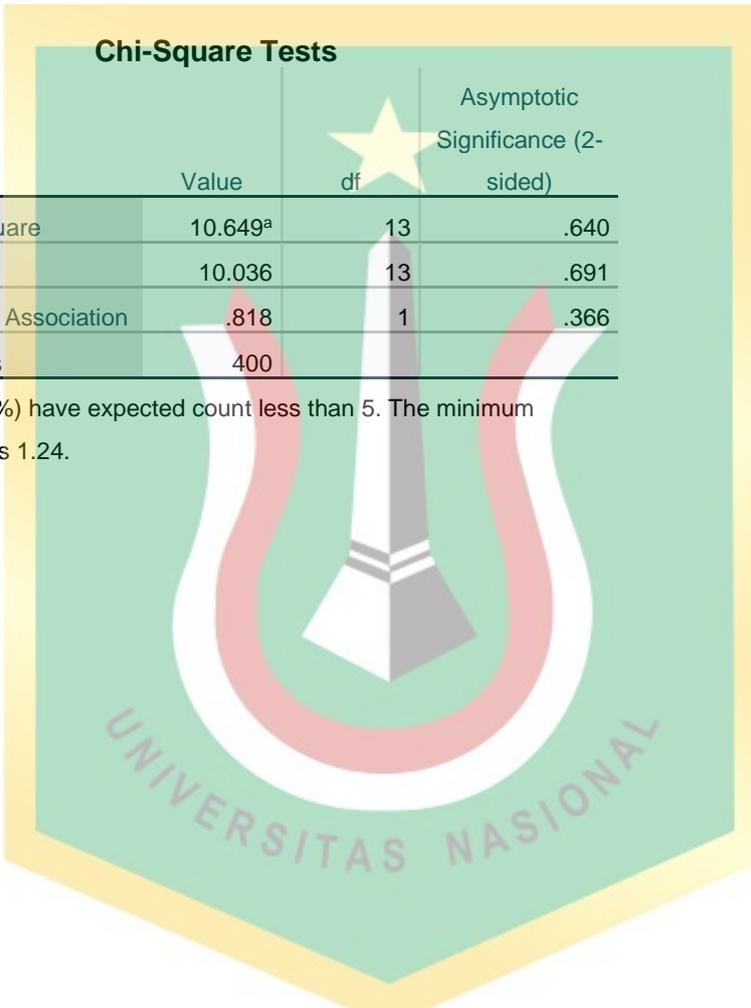 Chi-Square Tests
Asymptotic
Significance (2-
Value df sided)
uare 10.649ᵃ 13 .640
10.036 13 .691
Association .818 1 .366
s 400
%) have expected count less than 5. The minimum
s 1.24.
UNIVERSITAS NASIONAL